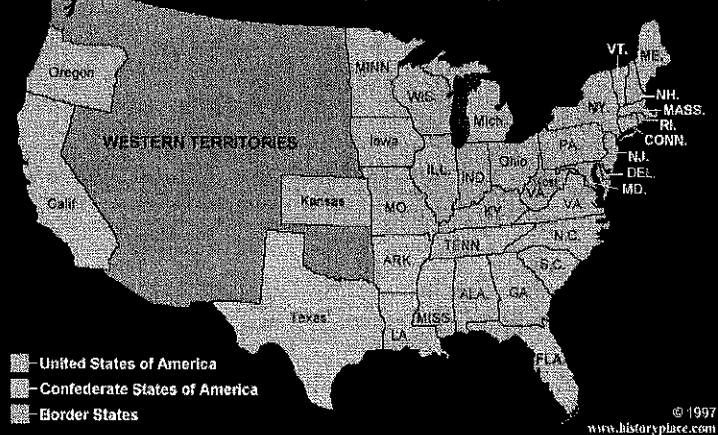 VT.
ME.
Oregon
MINN
NH.
WIS.
MASS.
Mich
NY
RI.
CONN.
WESTERN TERRITORIES
Iowa
PA.
NJ.
Ohio
ILL.
IND
DEL.
West
VA
MD.
Calif
Kansas
MO.
KY.
VA.
N.C.
TENN
ARK
S.C.
MISS
ALA
GA
Texas
LA
FLA
United States of America
Confederate States of America
Border States
© 1997
www.historyplace.com